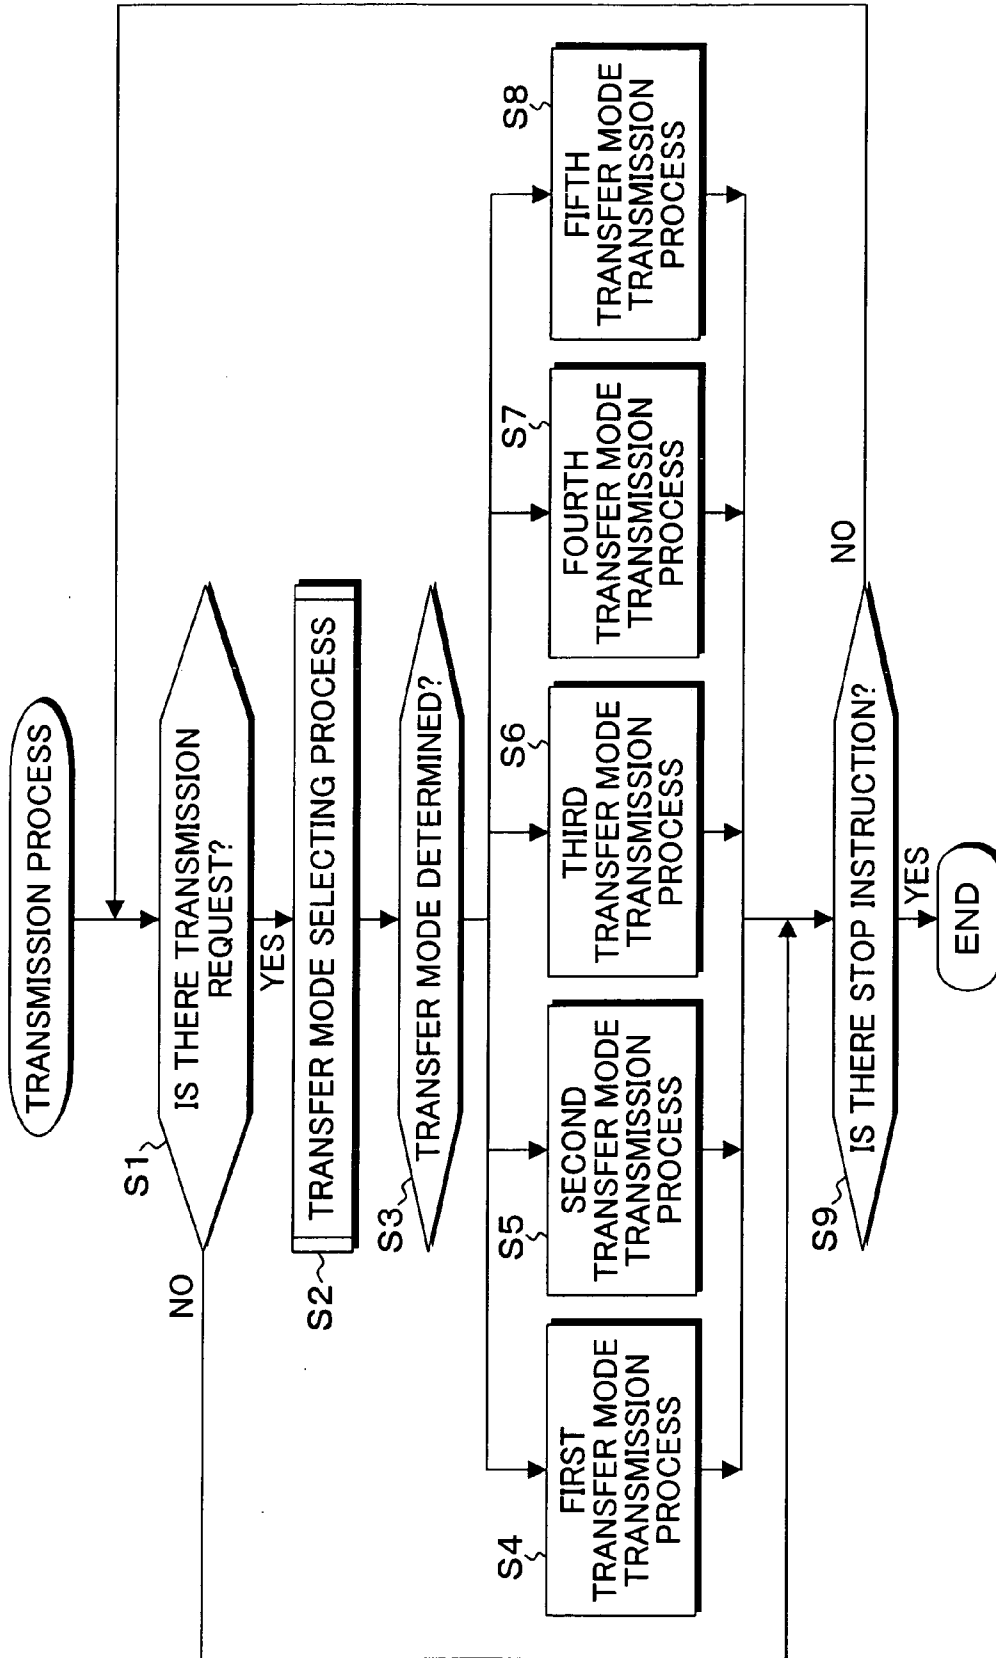 TRANSMISSION PROCESS
S1
IS THERE TRANSMISSION
REQUEST?
NO
YES
S2
TRANSFER MODE SELECTING PROCESS
S3
TRANSFER MODE DETERMINED?
S4
FIRST
TRANSFER MODE
TRANSMISSION
PROCESS
S5
SECOND
TRANSFER MODE
TRANSMISSION
PROCESS
S6
THIRD
TRANSFER MODE
TRANSMISSION
PROCESS
S7
FOURTH
TRANSFER MODE
TRANSMISSION
PROCESS
S8
FIFTH
TRANSFER MODE
TRANSMISSION
PROCESS
S9
IS THERE STOP INSTRUCTION?
NO
YES
END